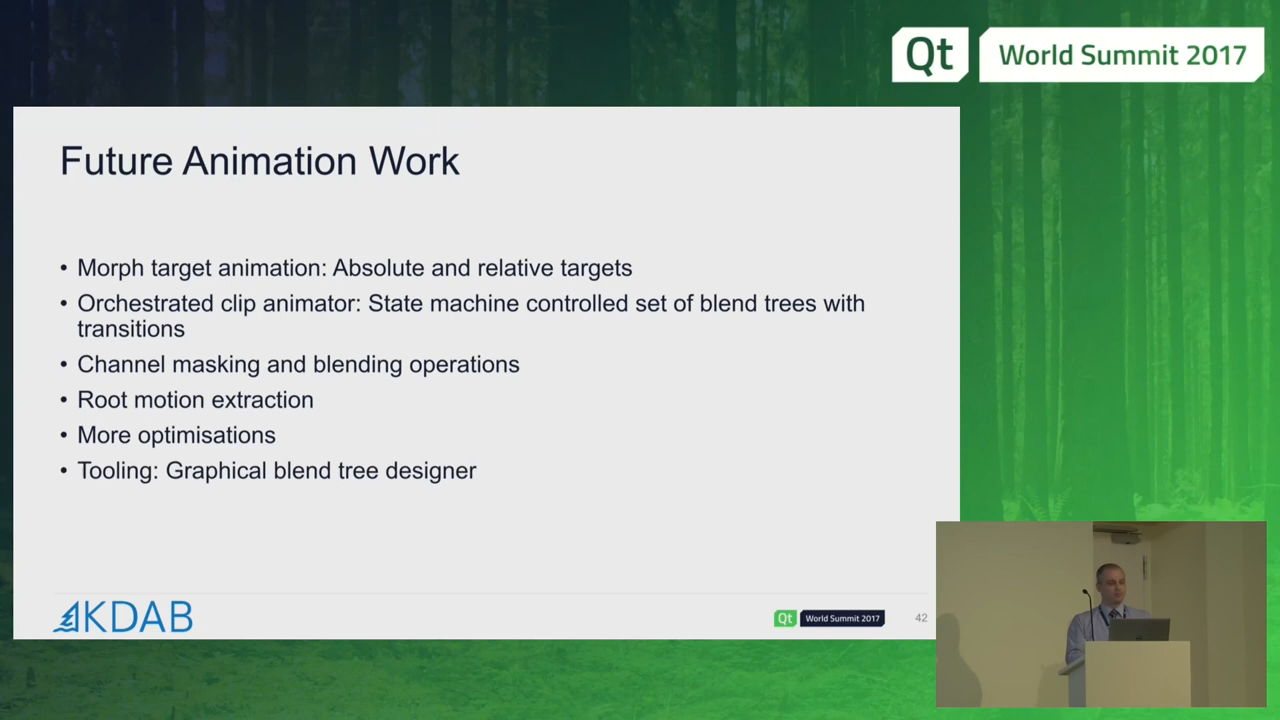 Qt World Summit 2017
Future Animation Work
• Morph target animation: Absolute and relative targets
• Orchestrated clip animator: State machine controlled set of blend trees with
transitions
• Channel masking and blending operations
• Root motion extraction
• More optimisations
• Tooling: Graphical blend tree designer
KDAB
Qt World Summit 2017
42